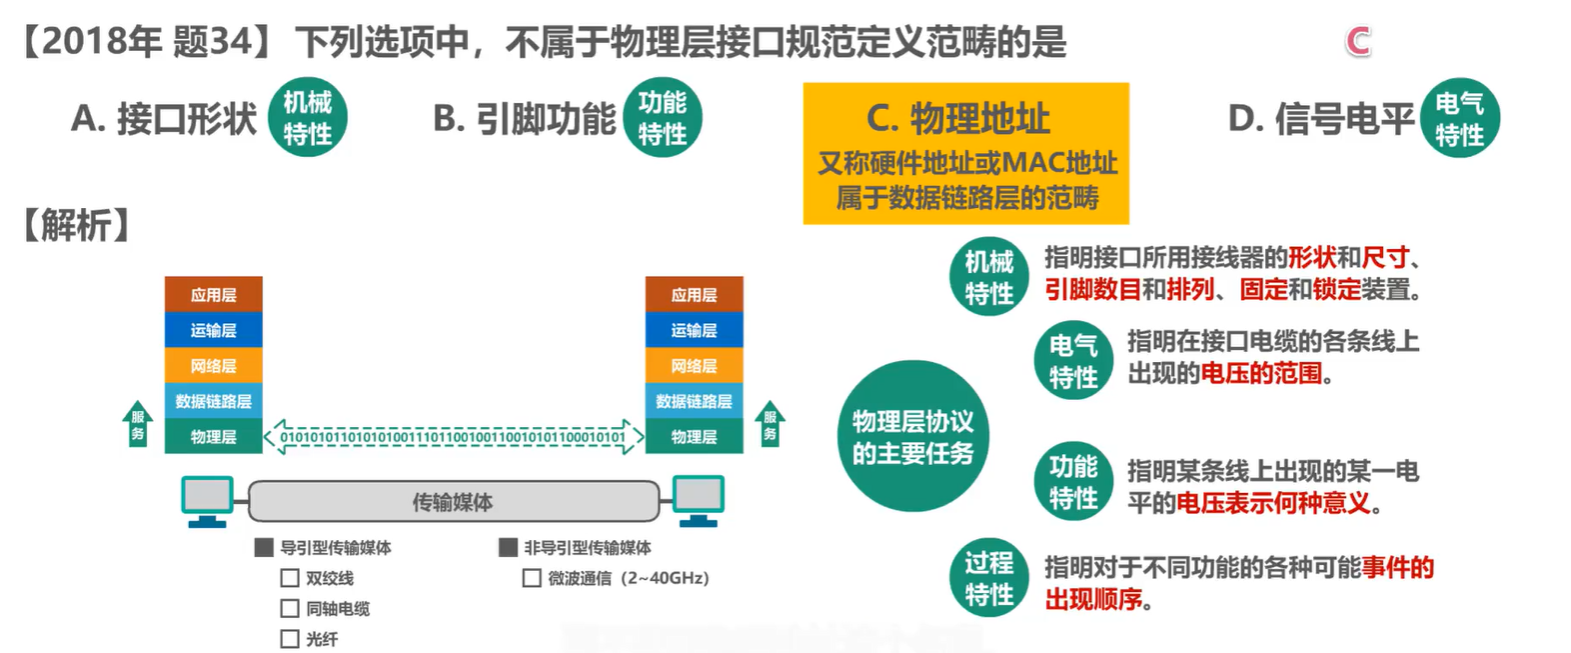 【2018年 题34】下列选项中，不属于物理层接口规范定义范畴的是 C
A. 接口形状 机械特性 B. 引脚功能 功能特性 C. 物理地址 D. 信号电平 电气特性
又称硬件地址或MAC地址
属于数据链路层的范畴
【解析】
应用层 应用层
运输层 运输层
网络层 网络层
数据链路层 数据链路层
服务 物理层 0101010110101010011101100100110010101100010101 物理层 服务
传输媒体
导引型传输媒体 非导引型传输媒体
双绞线 微波通信（2~40GHz）
同轴电缆
光纤
物理层协议
的主要任务
机械
特性
指明接口所用接线器的形状和尺寸、
引脚数目和排列、固定和锁定装置。
电气
特性
指明在接口电缆的各条线上
出现的电压的范围。
功能
特性
指明某条线上出现的某一电
平的电压表示何种意义。
过程
特性
指明对于不同功能的各种可能事件的
出现顺序。